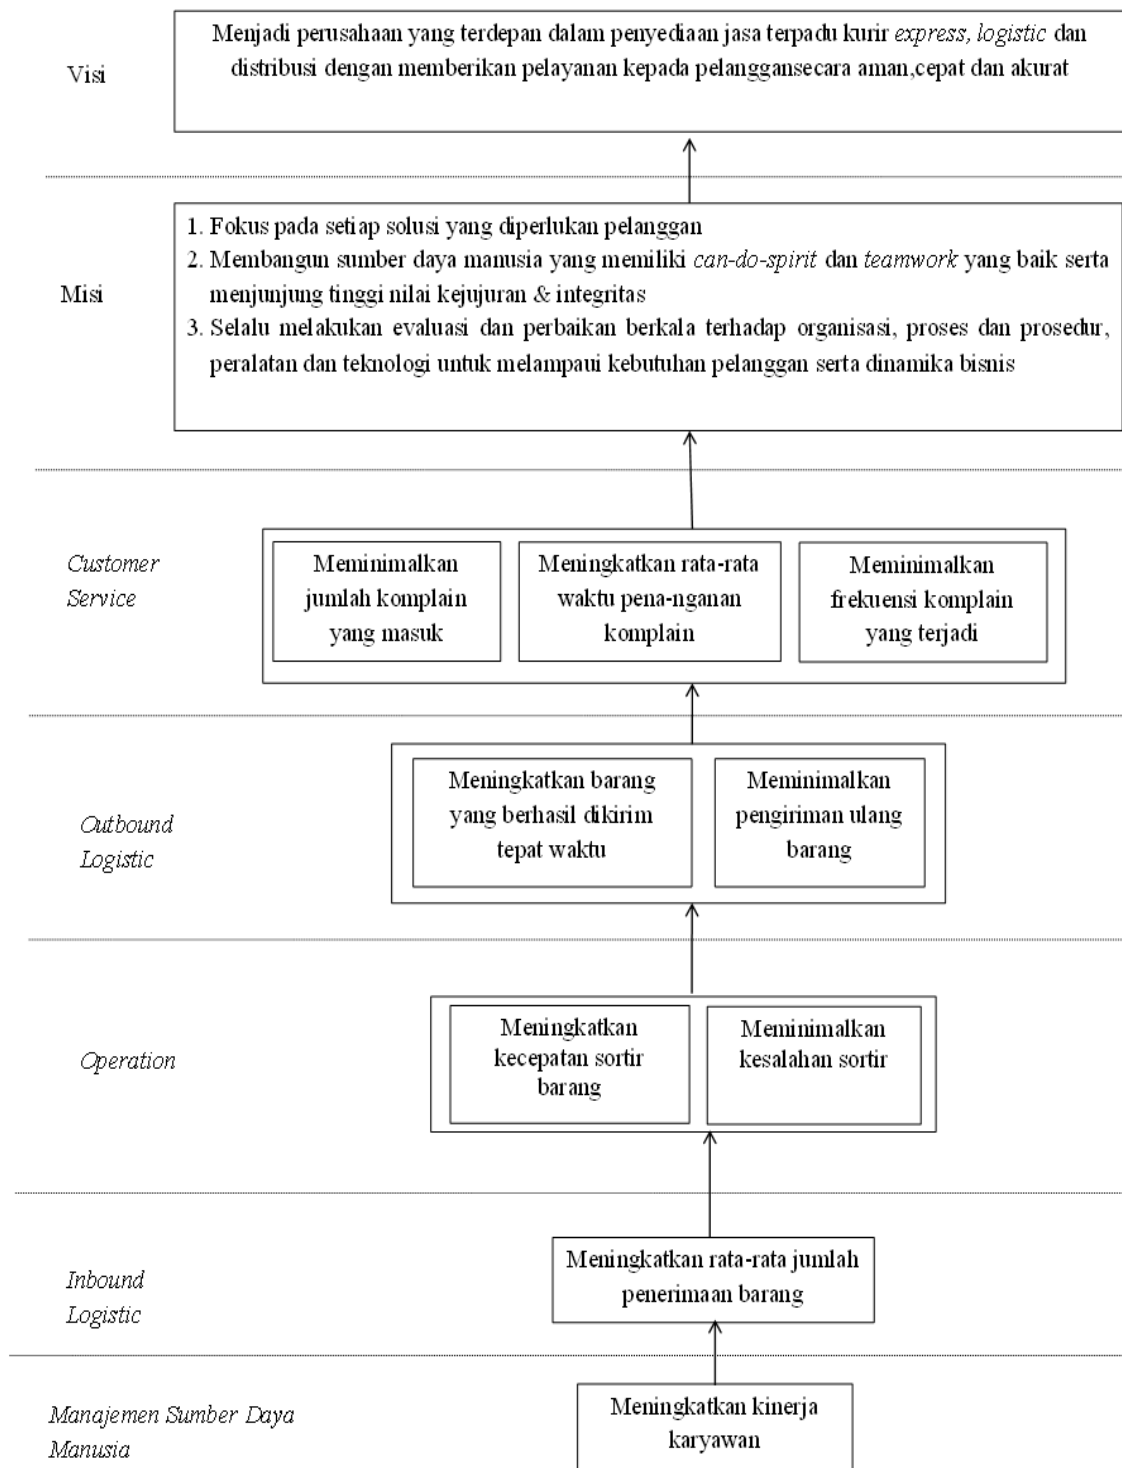 Visi
Menjadi perusahaan yang terdepan dalam penyediaan jasa terpadu kurir express, logistic dan
distribusi dengan memberikan pelayanan kepada pelanggansecara aman,cepat dan akurat
Misi
1. Fokus pada setiap solusi yang diperlukan pelanggan
2. Membangun sumber daya manusia yang memiliki can-do-spirit dan teamwork yang baik serta
menjunjung tinggi nilai kejujuran & integritas
3. Selalu melakukan evaluasi dan perbaikan berkala terhadap organisasi, proses dan prosedur,
peralatan dan teknologi untuk melampaui kebutuhan pelanggan serta dinamika bisnis
Customer
Service
Meminimalkan
jumlah komplain
yang masuk
Meningkatkan rata-rata
waktu pena-nganan
komplain
Meminimalkan
frekuensi komplain
yang terjadi
Outbound
Logistic
Meningkatkan barang
yang berhasil dikirim
tepat waktu
Meminimalkan
pengiriman ulang
barang
Operation
Meningkatkan
kecepatan sortir
barang
Meminimalkan
kesalahan sortir
Inbound
Logistic
Meningkatkan rata-rata jumlah
penerimaan barang
Manajemen Sumber Daya
Manusia
Meningkatkan kinerja
karyawan